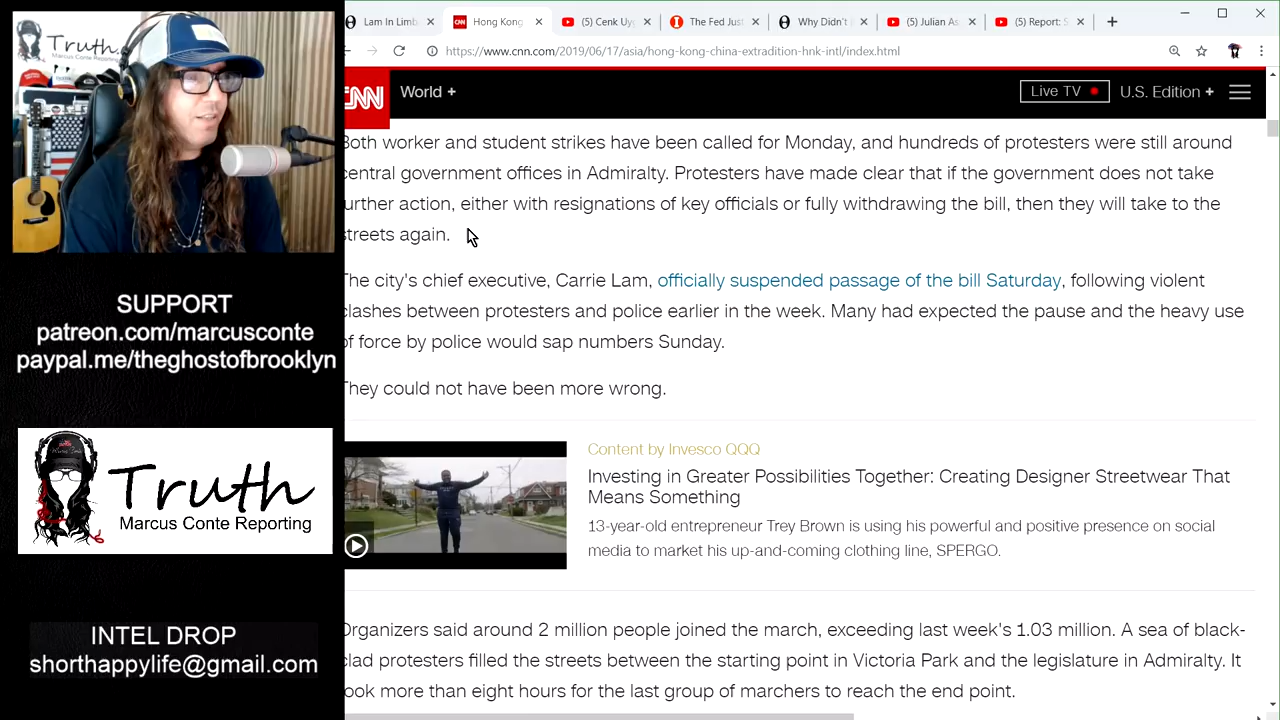 Truth
Marcus Conte Reporting
SUPPORT
patreon.com/marcusconte
paypal.me/theghostofbrooklyn
Truth
Marcus Conte Reporting
INTEL DROP
shorthappylife@gmail.com
Lam In Limb
Hong Kong
(5) Cenk Uy
The Fed Just
Why Didn
(5) Julian As
(5) Report: S
https://www.cnn.com/2019/06/17/asia/hong-kong-china-extradition-hnk-intl/index.html
CNN
World +
Live TV
U.S. Edition +
Both worker and student strikes have been called for Monday, and hundreds of protesters were still around
central government offices in Admiralty. Protesters have made clear that if the government does not take
further action, either with resignations of key officials or fully withdrawing the bill, then they will take to the
streets again.
The city's chief executive, Carrie Lam, officially suspended passage of the bill Saturday, following violent
clashes between protesters and police earlier in the week. Many had expected the pause and the heavy use
of force by police would sap numbers Sunday.
They could not have been more wrong.
Content by Invesco QQQ
Investing in Greater Possibilities Together: Creating Designer Streetwear That
Means Something
13-year-old entrepreneur Trey Brown is using his powerful and positive presence on social
media to market his up-and-coming clothing line, SPERGO.
Organizers said around 2 million people joined the march, exceeding last week's 1.03 million. A sea of black-
clad protesters filled the streets between the starting point in Victoria Park and the legislature in Admiralty. It
took more than eight hours for the last group of marchers to reach the end point.